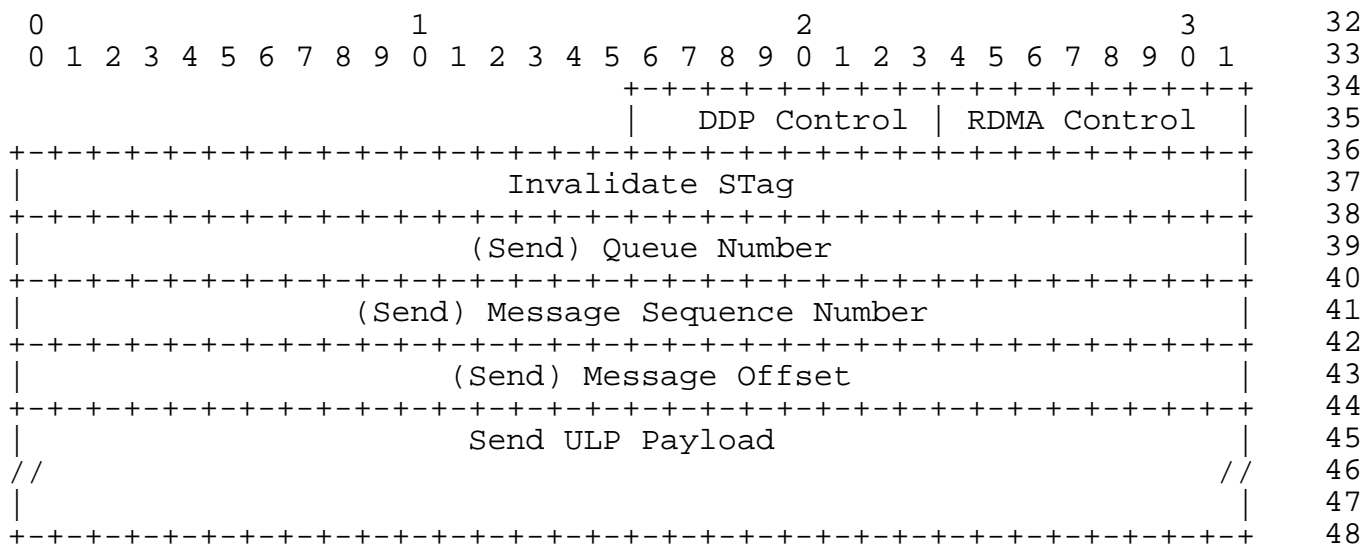 0                   1                   2                   3      32
0 1 2 3 4 5 6 7 8 9 0 1 2 3 4 5 6 7 8 9 0 1 2 3 4 5 6 7 8 9 0 1    33
+-+-+-+-+-+-+-+-+-+-+-+-+-+-+-+-+    34
|   DDP Control | RDMA Control  |    35
+-+-+-+-+-+-+-+-+-+-+-+-+-+-+-+-+-+-+-+-+-+-+-+-+-+-+-+-+-+-+-+-+    36
|                         Invalidate STag                       |    37
+-+-+-+-+-+-+-+-+-+-+-+-+-+-+-+-+-+-+-+-+-+-+-+-+-+-+-+-+-+-+-+-+    38
|                       (Send) Queue Number                     |    39
+-+-+-+-+-+-+-+-+-+-+-+-+-+-+-+-+-+-+-+-+-+-+-+-+-+-+-+-+-+-+-+-+    40
|                 (Send) Message Sequence Number                |    41
+-+-+-+-+-+-+-+-+-+-+-+-+-+-+-+-+-+-+-+-+-+-+-+-+-+-+-+-+-+-+-+-+    42
|                      (Send) Message Offset                    |    43
+-+-+-+-+-+-+-+-+-+-+-+-+-+-+-+-+-+-+-+-+-+-+-+-+-+-+-+-+-+-+-+-+    44
|                       Send ULP Payload                        |    45
//                                                             //    46
|                                                               |    47
+-+-+-+-+-+-+-+-+-+-+-+-+-+-+-+-+-+-+-+-+-+-+-+-+-+-+-+-+-+-+-+-+    48